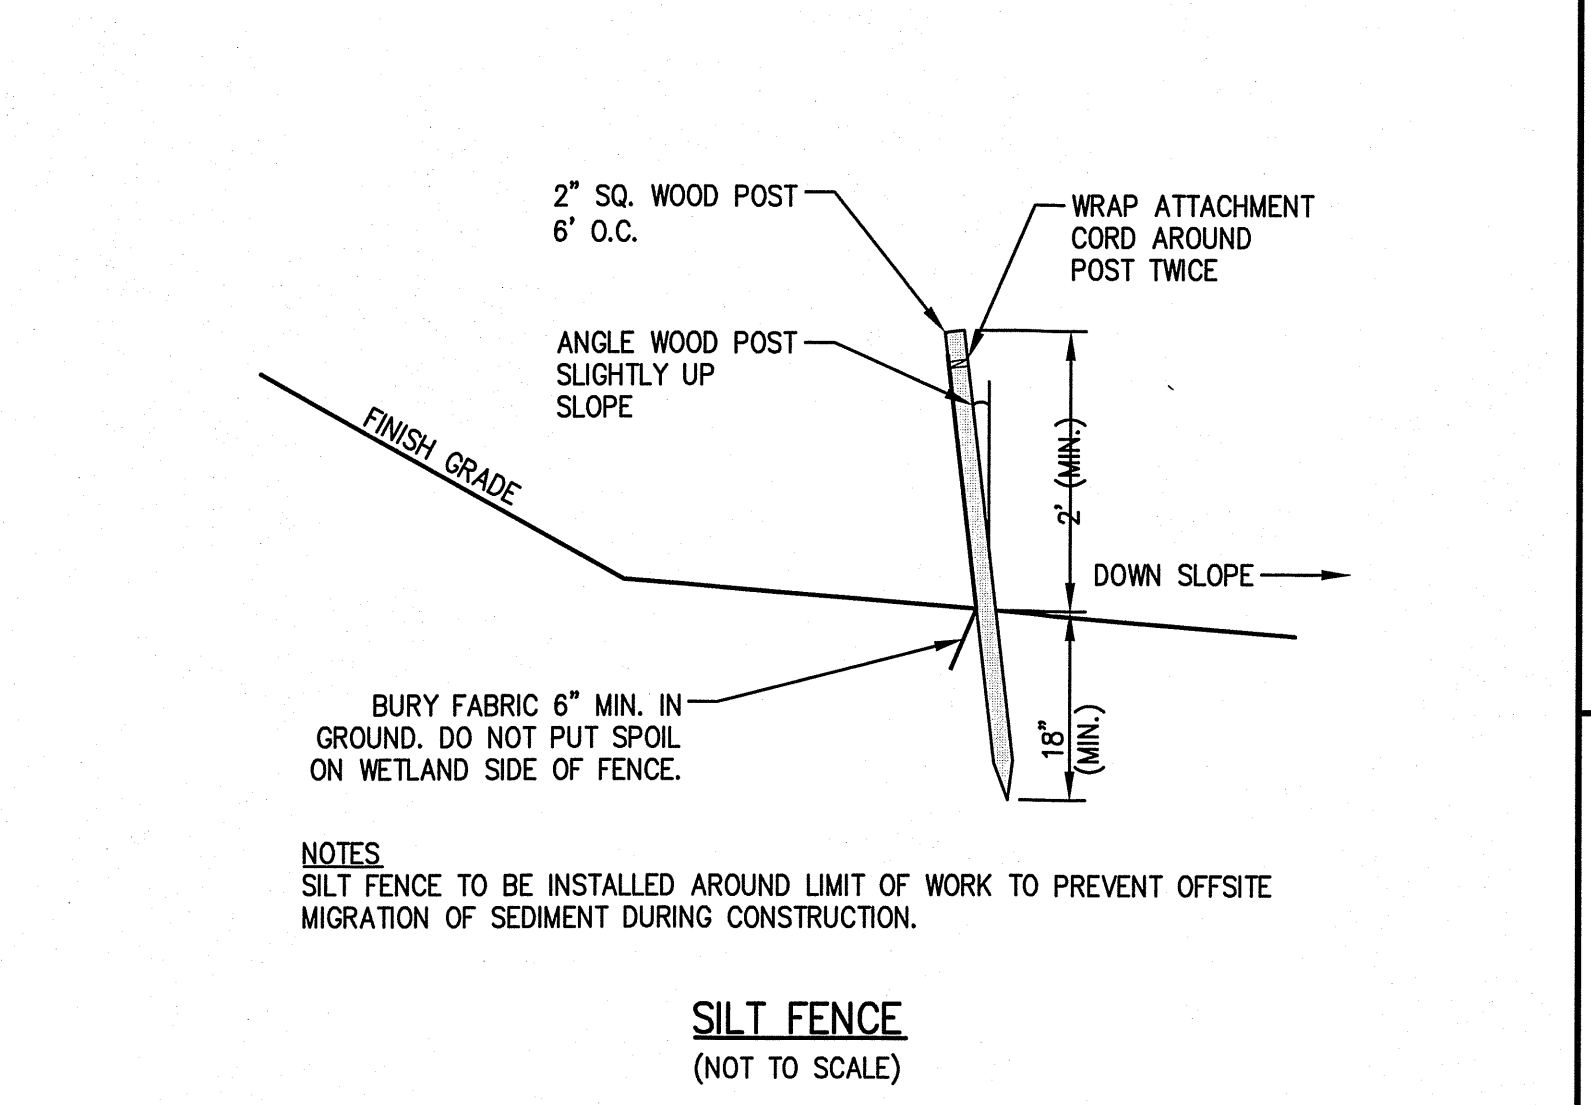 2" SQ. WOOD POST
6' O.C.
WRAP ATTACHMENT
CORD AROUND
POST TWICE
ANGLE WOOD POST
SLIGHTLY UP
SLOPE
FINISH GRADE
2' (MIN.)
DOWN SLOPE
BURY FABRIC 6" MIN. IN
GROUND. DO NOT PUT SPOIL
ON WETLAND SIDE OF FENCE.
18"
(MIN.)
NOTES
SILT FENCE TO BE INSTALLED AROUND LIMIT OF WORK TO PREVENT OFFSITE
MIGRATION OF SEDIMENT DURING CONSTRUCTION.
SILT FENCE
(NOT TO SCALE)